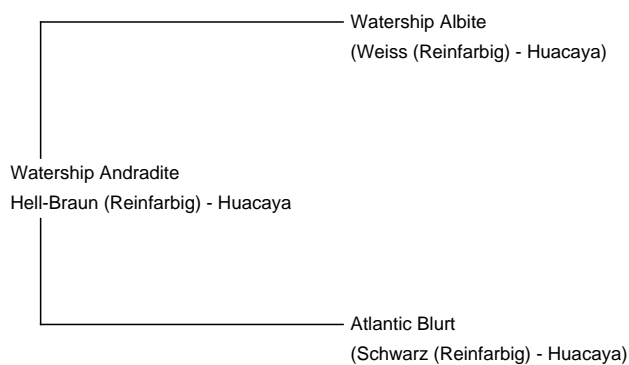 Watership Albite
(Weiss (Reinfarbig) - Huacaya)
Watership Andradite
Hell-Braun (Reinfarbig) - Huacaya
Atlantic Blurt
(Schwarz (Reinfarbig) - Huacaya)